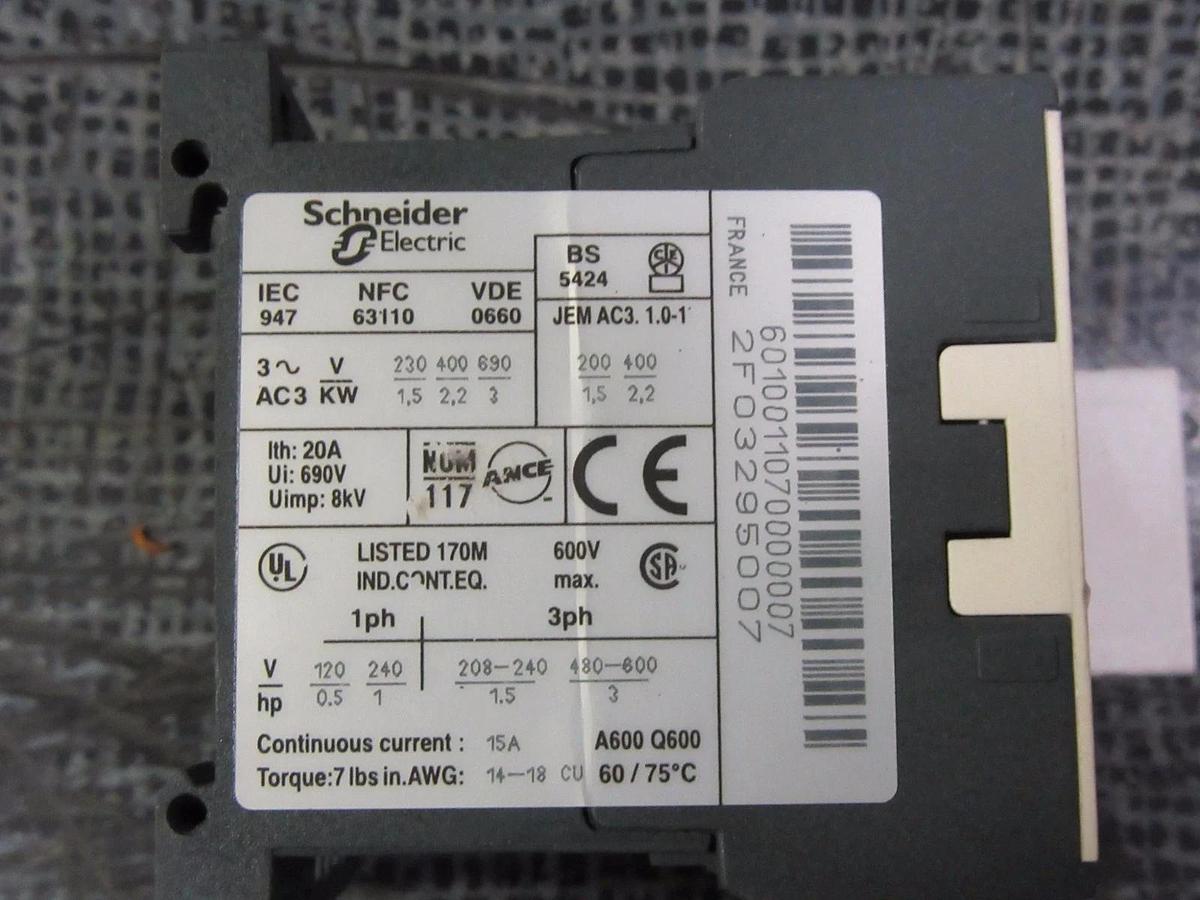 Schneider
Electric
BS
5424
IEC NFC VDE
947 63110 0660
JEM AC3. 1.0-1
3~ V 230 400 690
AC3 KW 1,5 2,2 3
200 400
1,5 2,2
Ith: 20A
Ui: 690V
Uimp: 8kV
NOM
117
ANCE
CE
UL
LISTED 170M 600V
IND.CONT.EQ. max.
1ph 3ph
V 120 240 208-240 480-600
hp 0.5 1 1.5 3
Continuous current : 15A A600 Q600
Torque:7 lbs in.AWG: 14-18 CU 60 / 75°C
FRANCE 2F03295007